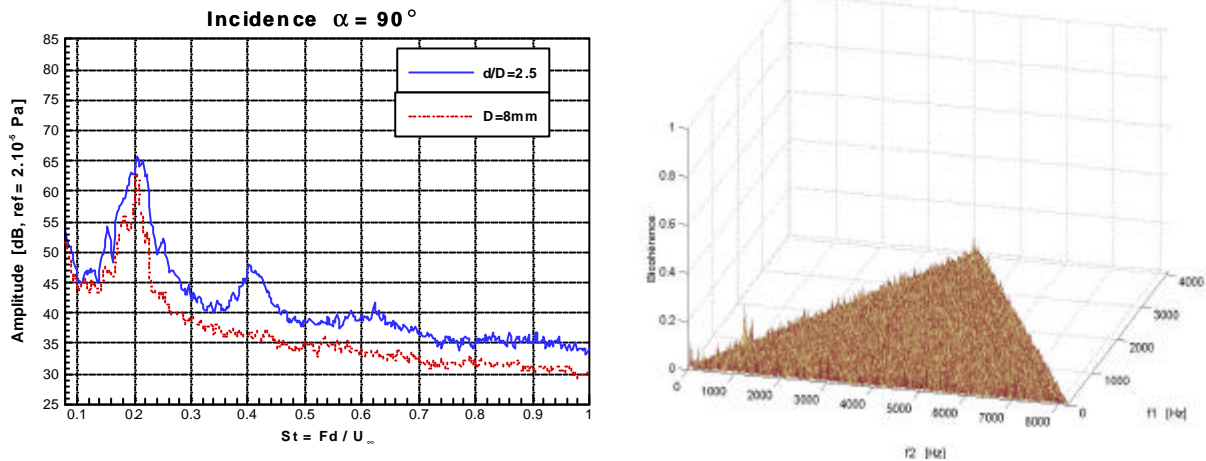 Incidence α = 90°
Amplitude [dB, ref = 2.10⁻⁵ Pa]
85
80
75
70
65
60
55
50
45
40
35
30
25
d/D=2.5
D=8mm
0.1 0.2 0.3 0.4 0.5 0.6 0.7 0.8 0.9 1
St = Fd / U∞
Bicoherence
1
0.8
0.6
0.4
0.2
0
0 1000 2000 3000 4000 5000 6000 7000 8000
f2 [Hz]
0
1000
2000
3000
4000
f1 [Hz]